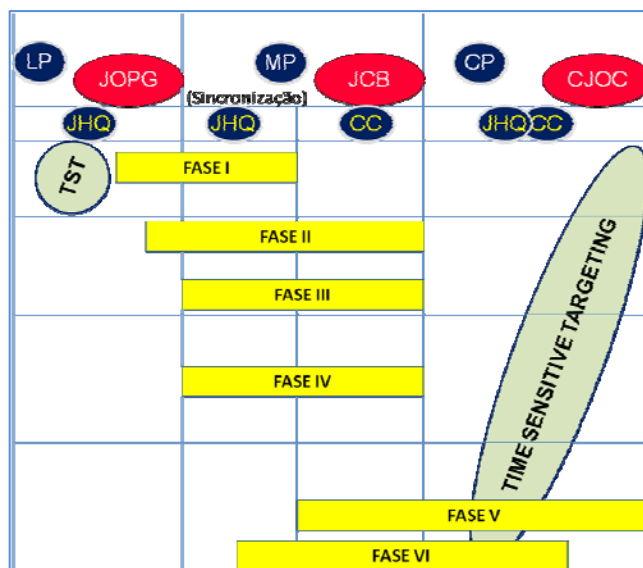 LP
MP
CP
JOPG
JCB
CJOC
(Sincronização)
JHQ
JHQ
CC
JHQ
CC
TST
FASE I
FASE II
FASE III
FASE IV
TIME SENSITIVE TARGETING
FASE V
FASE VI